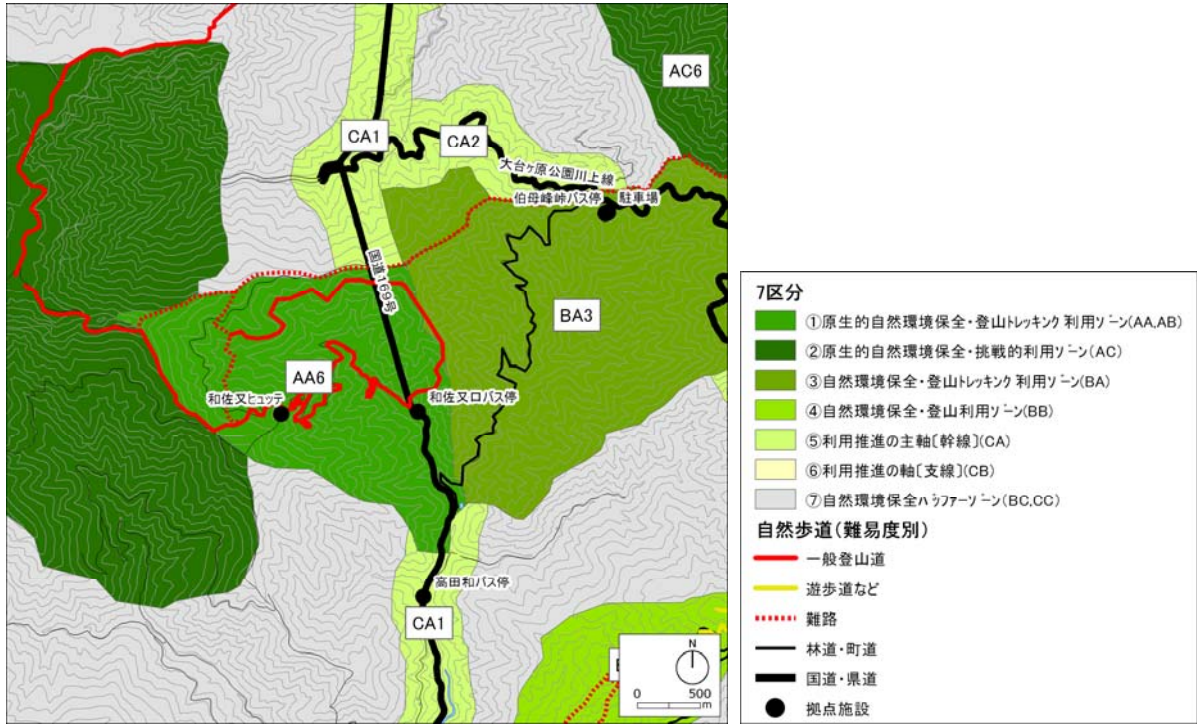 AC6
CA1
CA2
大台ヶ原公園川上線
伯母峰峠バス停
駐車場
国道169号
BA3
AA6
和佐又ヒュッテ
和佐又口バス停
高田和バス停
CA1
N
0 500
m
7区分
①原生的自然環境保全・登山トレッキング利用ゾーン(AA,AB)
②原生的自然環境保全・挑戦的利用ゾーン(AC)
③自然環境保全・登山トレッキング利用ゾーン(BA)
④自然環境保全・登山利用ゾーン(BB)
⑤利用推進の主軸〔幹線〕(CA)
⑥利用推進の軸〔支線〕(CB)
⑦自然環境保全バッファーゾーン(BC,CC)
自然歩道(難易度別)
一般登山道
遊歩道など
難路
林道・町道
国道・県道
拠点施設